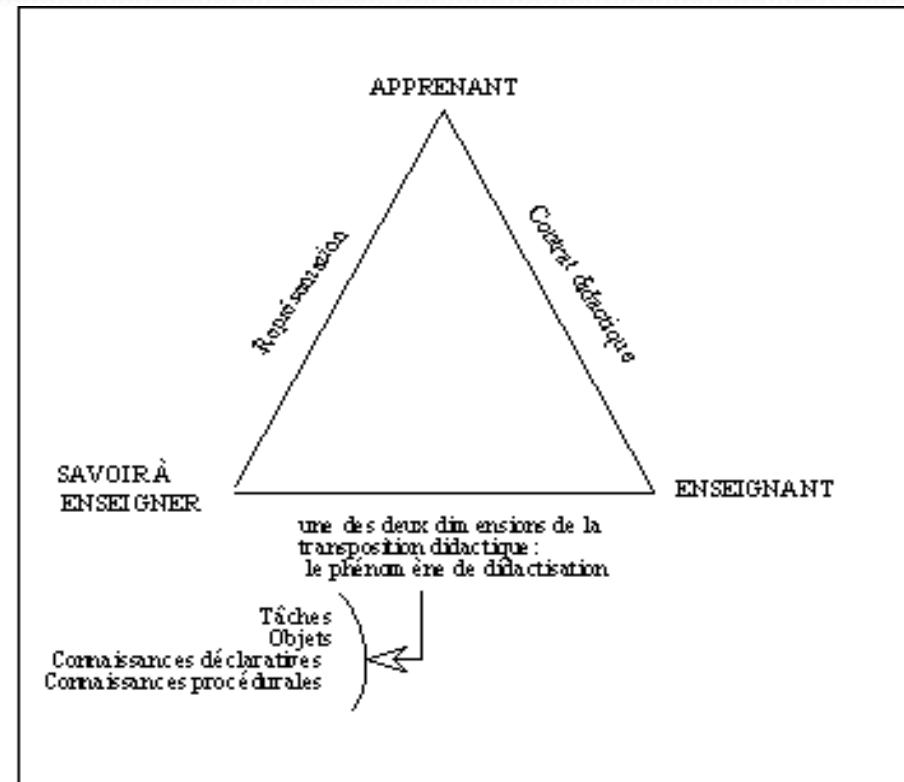 APPRENANT
Représentation
Contrat didactique
SAVOIR À
ENSEIGNER
ENSEIGNANT
une des deux dimensions de la
transposition didactique :
le phénomène de didactisation
Tâches
Objets
Connaissances déclaratives
Connaissances procédurales